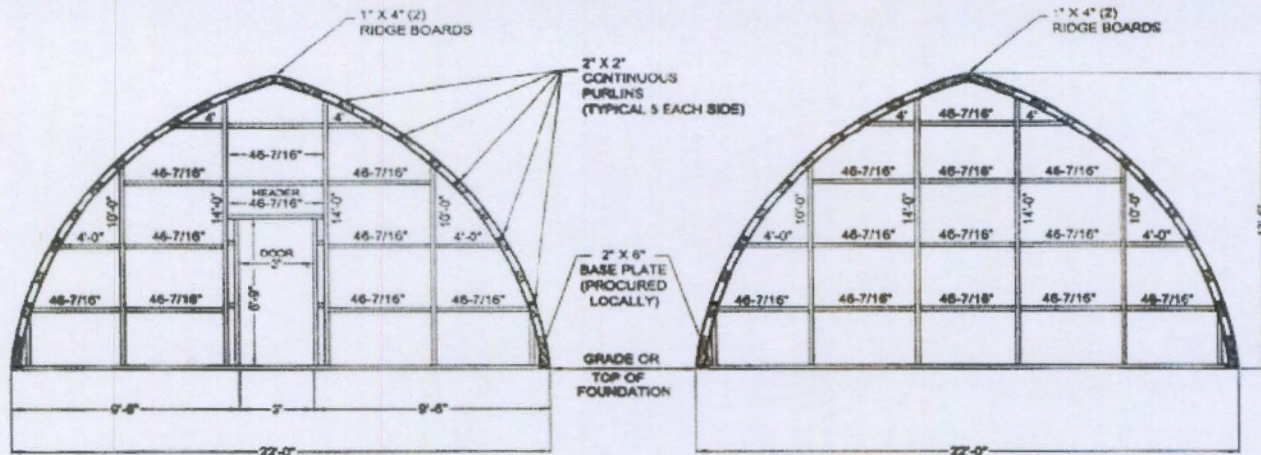 1" X 4" (2)
RIDGE BOARDS
2" X 2"
CONTINUOUS
PURLINS
(TYPICAL 5 EACH SIDE)
4'
4'
46-7/16"
46-7/16"
46-7/16"
HEADER
46-7/16"
10'-0"
14'-0"
14'-0"
10'-0"
4'-0"
46-7/16"
DOOR
3'
46-7/16"
4'-0"
6'-9"
46-7/16"
46-7/16"
46-7/16"
46-7/16"
2" X 6"
BASE PLATE
(PROCURED
LOCALLY)
GRADE OR
TOP OF
FOUNDATION
9'-6"
3'
9'-6"
22'-0"
1" X 4" (2)
RIDGE BOARDS
4'
46-7/16"
4'
46-7/16"
46-7/16"
46-7/16"
10'-0"
14'-0"
14'-0"
10'-0"
4'-0"
46-7/16"
46-7/16"
46-7/16"
4'-0"
46-7/16"
46-7/16"
46-7/16"
46-7/16"
46-7/16"
22'-0"